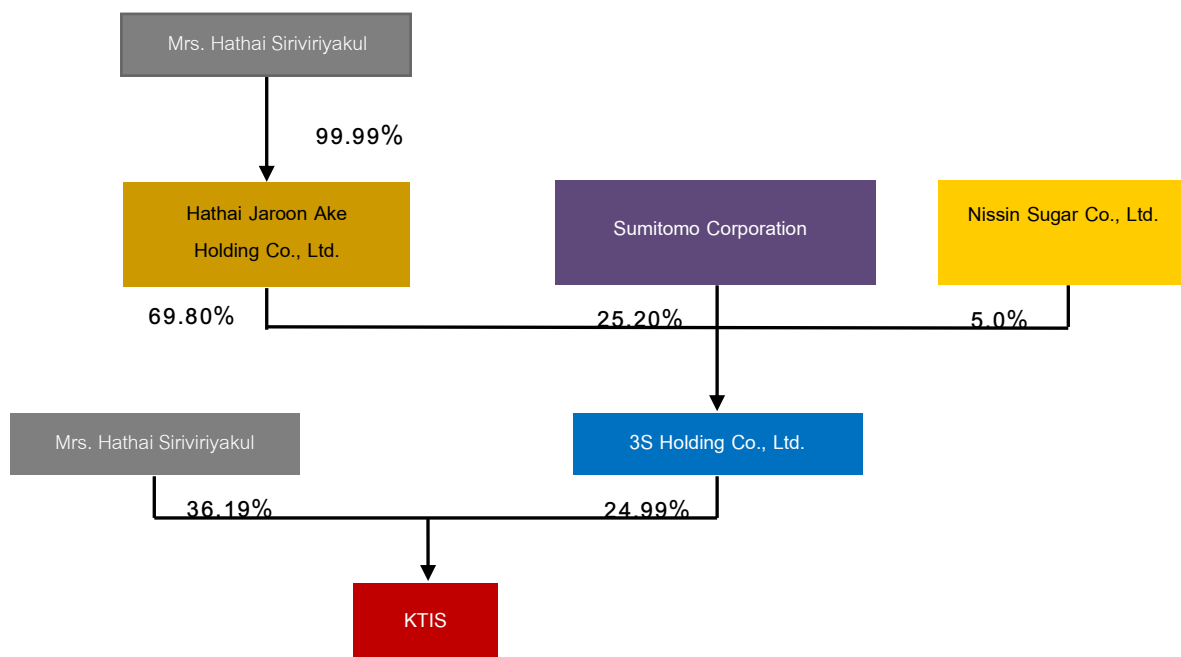 Mrs. Hathai Siriviriyakul
99.99%
Hathai Jaroon Ake
Holding Co., Ltd.
Sumitomo Corporation
Nissin Sugar Co., Ltd.
69.80%
25.20%
5.0%
Mrs. Hathai Siriviriyakul
3S Holding Co., Ltd.
36.19%
24.99%
KTIS